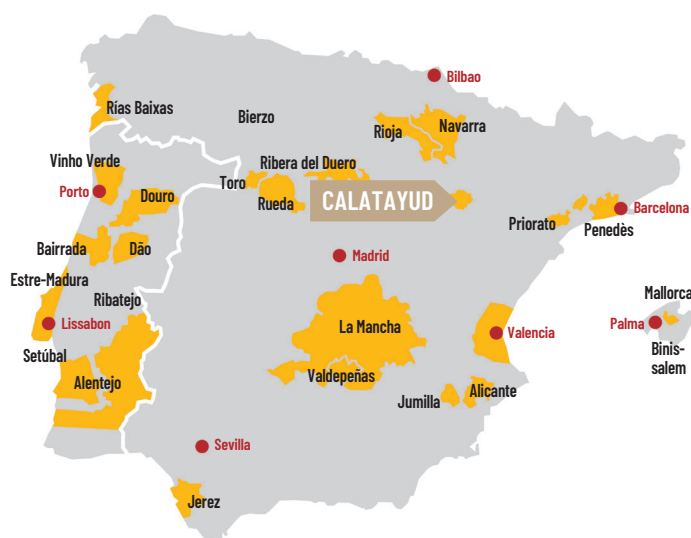 Bilbao
Rías Baixas
Bierzo
Rioja
Navarra
Vinho Verde
Ribera del Duero
Toro
Porto
Douro
Rueda
CALATAYUD
Barcelona
Priorato
Penedès
Bairrada
Dão
Madrid
Estre-Madura
Ribatejo
Mallorca
Lissabon
La Mancha
Valencia
Palma
Binis-
salem
Setúbal
Alentejo
Valdepeñas
Alicante
Jumilla
Sevilla
Jerez